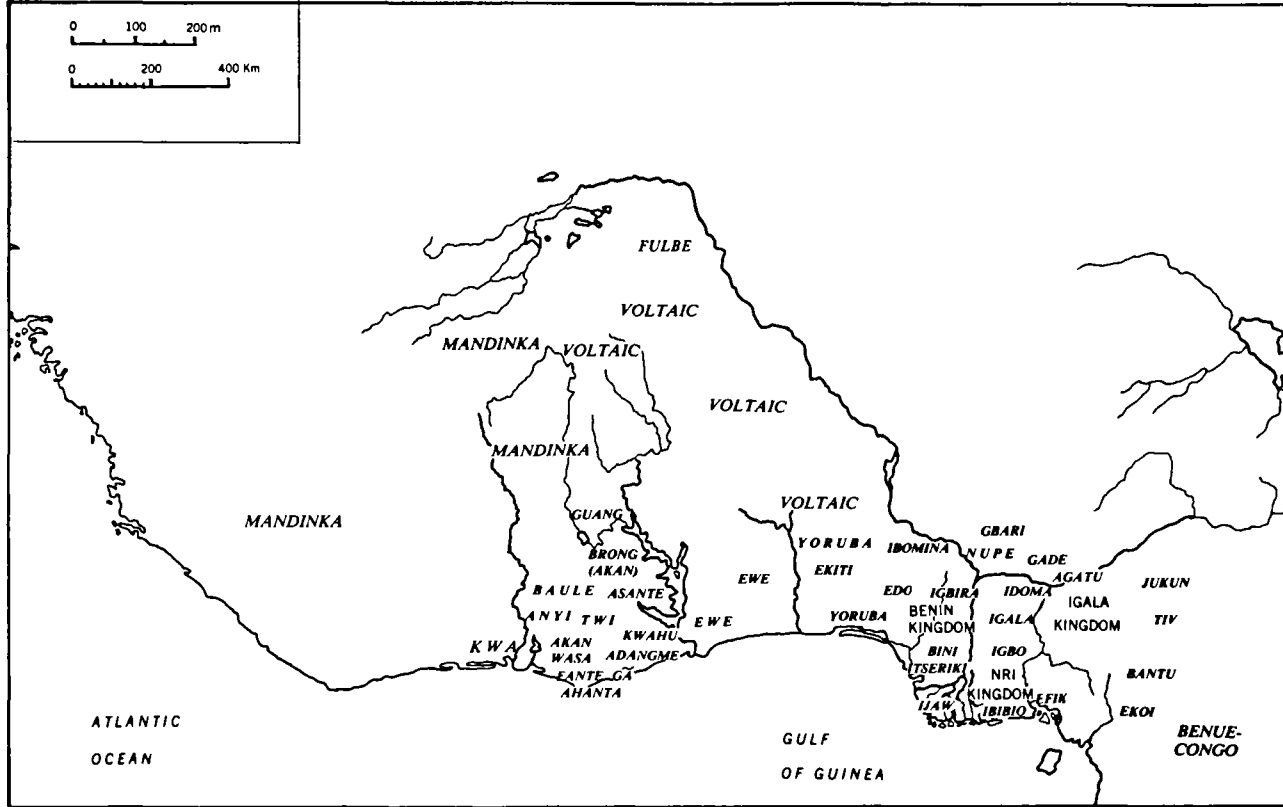 0 100 200 m
0 200 400 Km
FULBE
VOLTAIC
MANDINKA VOLTAIC
VOLTAIC
MANDINKA
VOLTAIC
MANDINKA
GUANG
GBARI
YORUBA IBOMINA NUPE
BRONG
(AKAN)
GADE
EWE EKITI
AGATU JUKUN
BAULE ASANTE
EDO IGBIRA IDOMA
IGALA
KINGDOM
BENIN
KINGDOM
ANYI TWI EWE YORUBA
IGALA TIV
KWAHU
KWA AKAN
WASA
ADANGME
BINI IGBO
TSERIKI
FANTE GÃ
AHANTA
NRI
KINGDOM
BANTU
IJAW IBIBIO EFIK
EKOI
ATLANTIC
OCEAN
GULF
OF GUINEA
BENUE-
CONGO